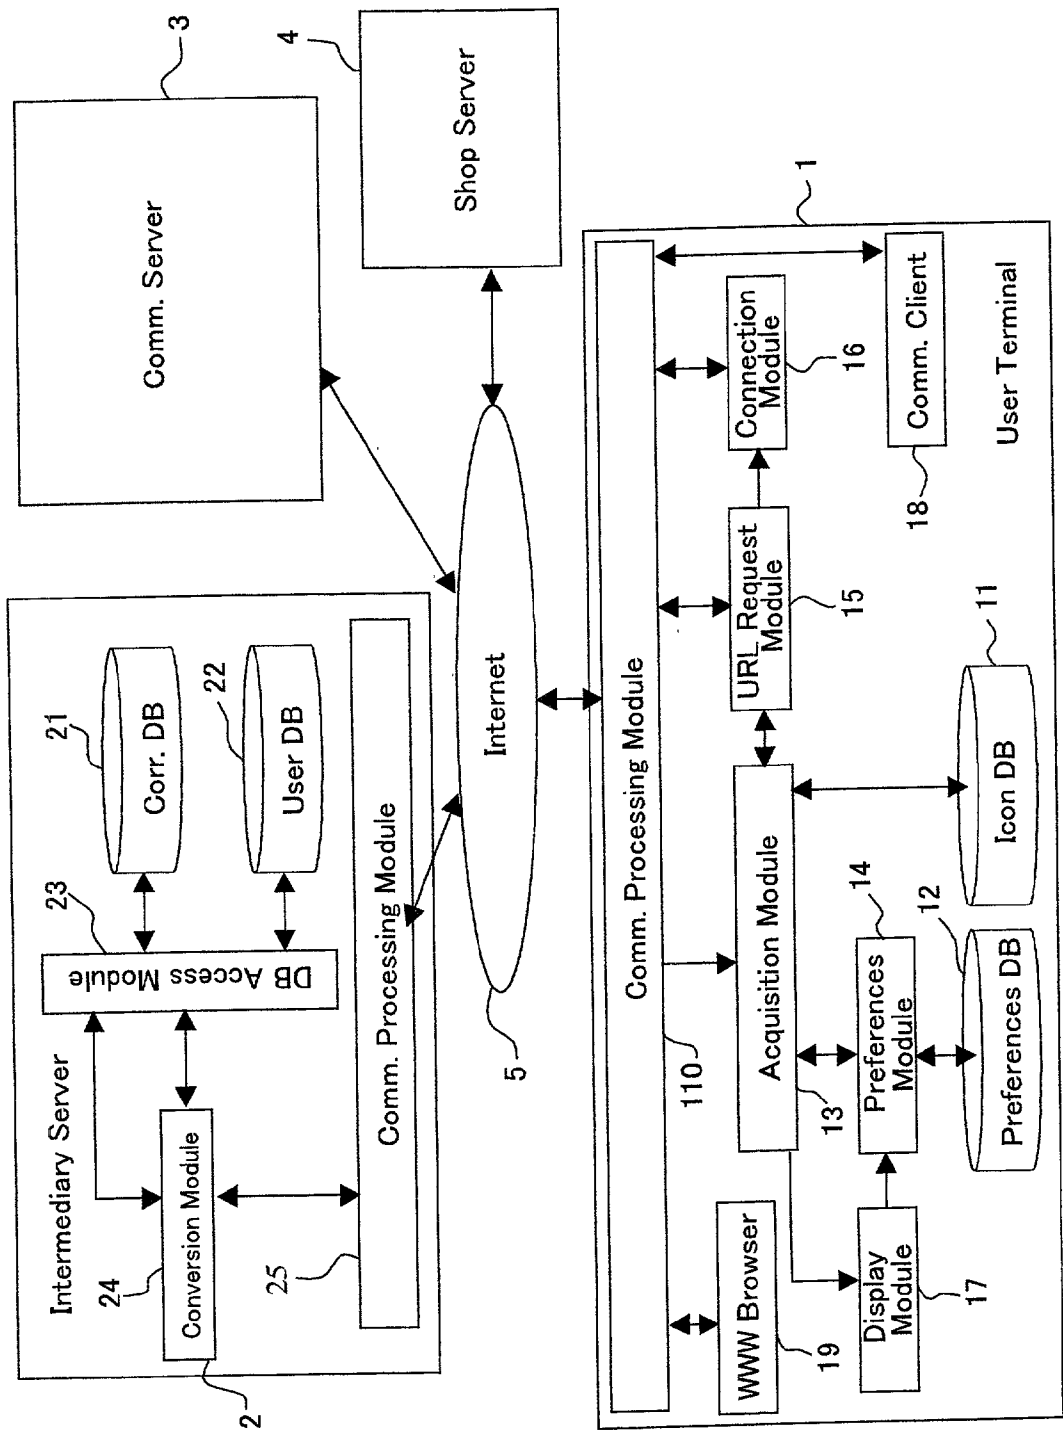 Intermediary Server
24
Conversion Module
2
23
DB Access Module
21
Corr. DB
22
User DB
25
Comm. Processing Module
3
Comm. Server
4
Shop Server
5
Internet
1
User Terminal
110
Comm. Processing Module
WWW Browser
19
Display
Module
17
Acquisition Module
13
Preferences
Module
14
12
Preferences DB
11
Icon DB
URL Request
Module
15
Connection
Module
16
18
Comm. Client